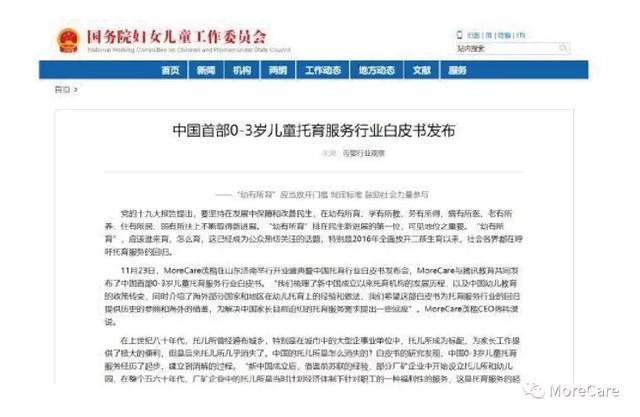 国务院妇女儿童工作委员会
National Working Committee on Children and Women under State Council
旧版 | 简 | 繁體 | EN
站内搜索
首页 新闻 机构 两纲 工作动态 地方动态 文献 服务
首页 >
中国首部0-3岁儿童托育服务行业白皮书发布
来源: 母婴行业观察
——“幼有所育”应当放开门槛 制定标准 鼓励社会力量参与
党的十九大报告提出，要坚持在发展中保障和改善民生，在幼有所育、学有所教、劳有所得、病有所医、老有所
养、住有所居、弱有所扶上不断取得新进展。“幼有所育”排在民生新进展的第一位，可见地位之重要。“幼有所
育”，应该谁来育，怎么育，这已经成为公众热切关注的话题，特别是2016年全面放开二孩生育以来，社会各界都在呼
吁托育服务的回归。
11月23日，MoreCare茂楷在山东济南举行开业盛典暨中国托育行业白皮书发布会，MoreCare与腾讯教育共同发
布了中国首部0-3岁儿童托育服务行业白皮书。“我们梳理了新中国成立以来托育机构的发展历程，以及中国幼儿教育
的政策转变，同时介绍了海外部分国家和地区在幼儿托育上的经验和做法，我们希望这部白皮书为托育服务行业的回归
提供历史的参照和海外的借鉴，为解决中国家长目前迫切的托育服务需求提出一些回应”。MoreCare茂楷CEO
说。
在上世纪八十年代，托儿所曾经遍布城乡，特别是在城市中的大型企事业单位中，托儿所成为标配，为家长工作提
供了极大的便利，但是后来托儿所几乎消失了。中国的托儿所是怎么消失的？白皮书的研究发现，中国0-3岁儿童托育
服务经历了起步、建立到消解的过程。“新中国成立后，借鉴前苏联的经验，部分厂矿企业中开始设立托儿所和幼儿
园，在整个五六十年代，厂矿企业中的托儿所是当时计划经济体制下针对职工的一种福利性的服务，这是托育服务的经
MoreCare